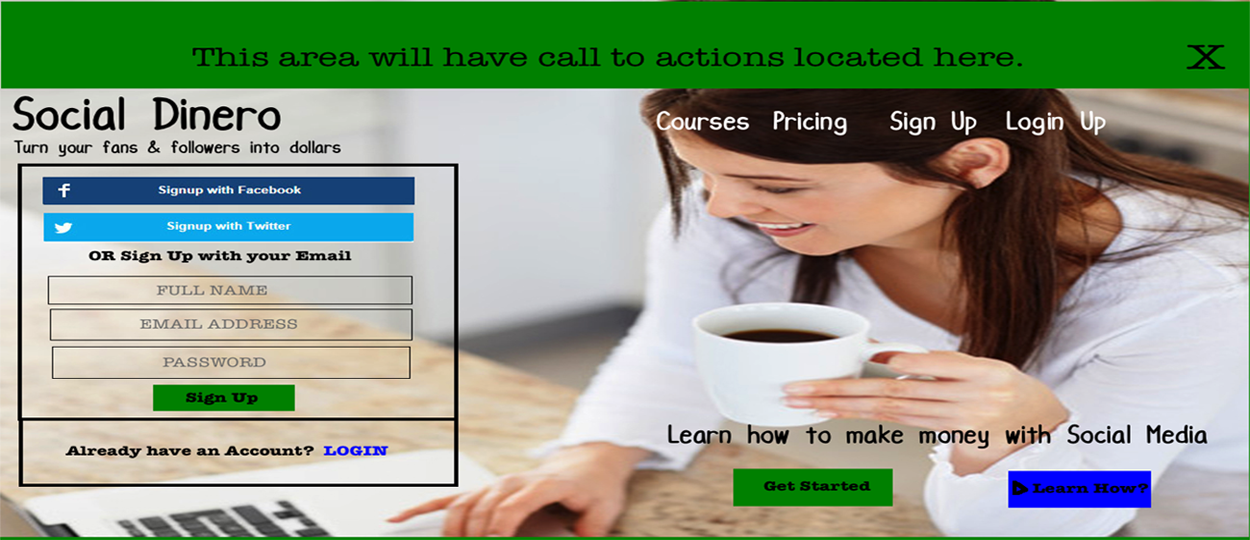 This area will have call to actions located here. X
Social Dinero
Turn your fans & followers into dollars
Courses Pricing Sign Up Login Up
f Signup with Facebook
Signup with Twitter
OR Sign Up with your Email
FULL NAME
EMAIL ADDRESS
PASSWORD
Sign Up
Already have an Account? LOGIN
Learn how to make money with Social Media
Get Started
Learn How?